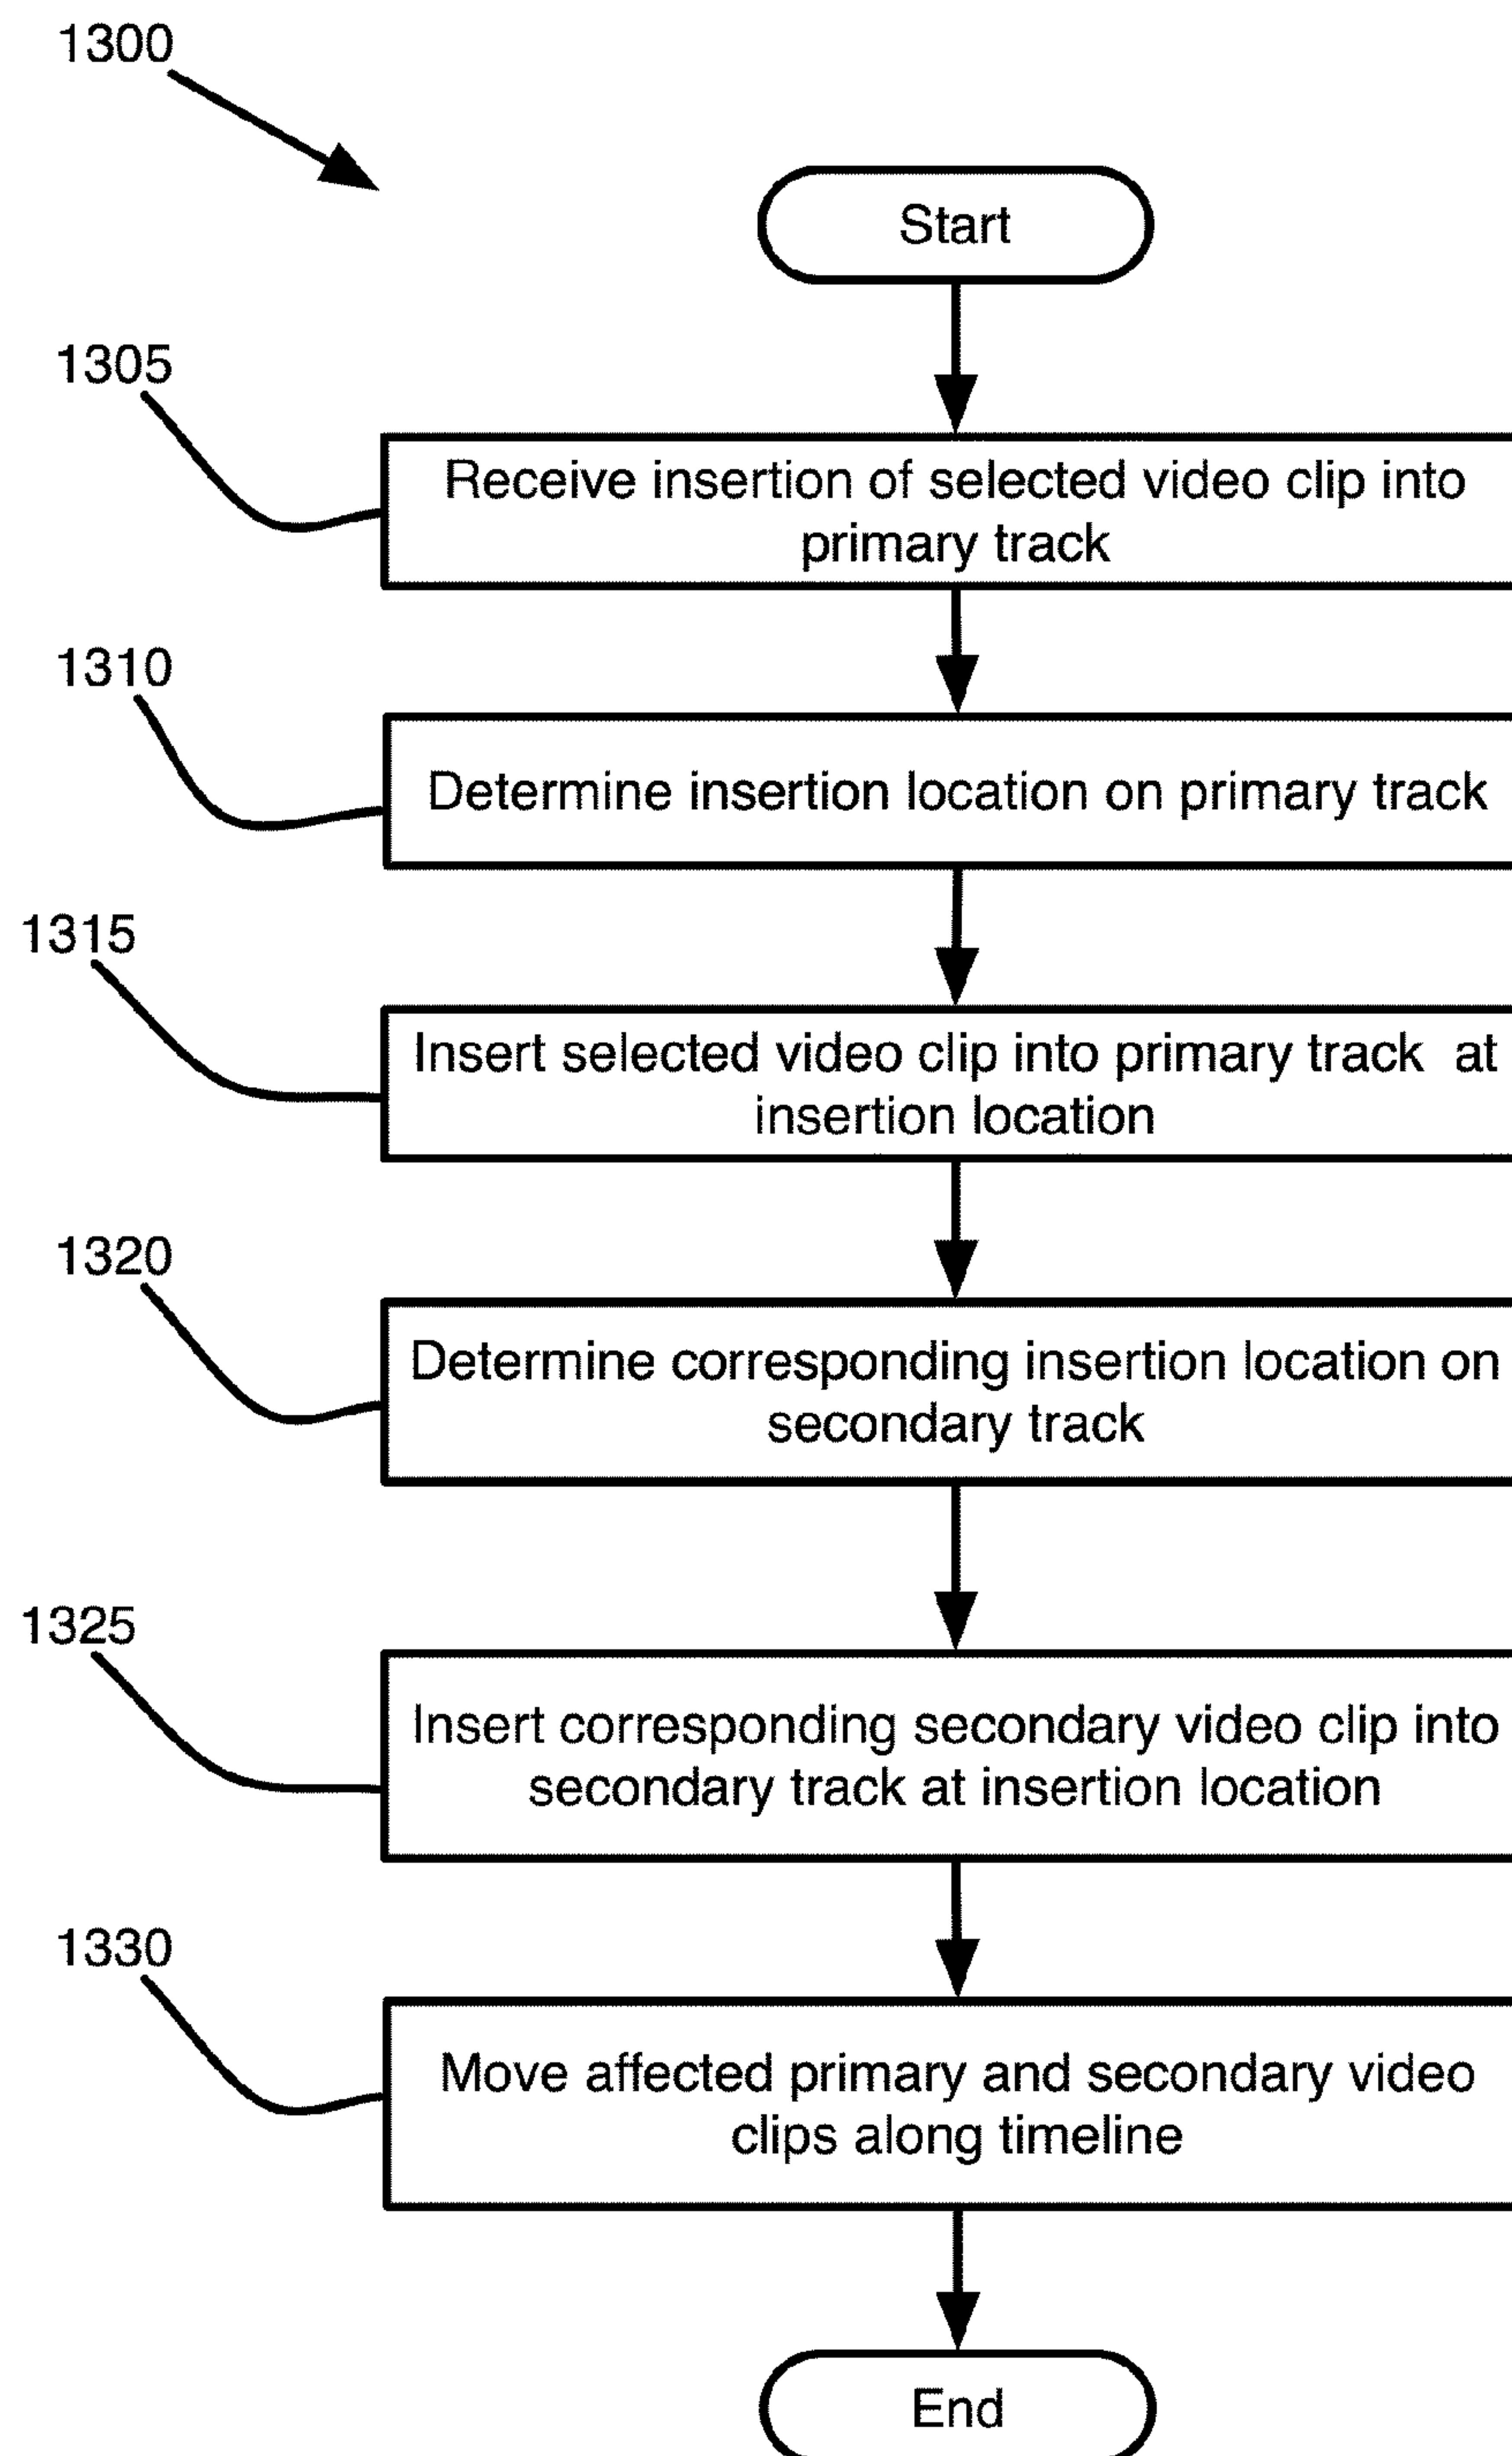 1300
Start
1305
Receive insertion of selected video clip into
primary track
1310
Determine insertion location on primary track
1315
Insert selected video clip into primary track at
insertion location
1320
Determine corresponding insertion location on
secondary track
1325
Insert corresponding secondary video clip into
secondary track at insertion location
1330
Move affected primary and secondary video
clips along timeline
End